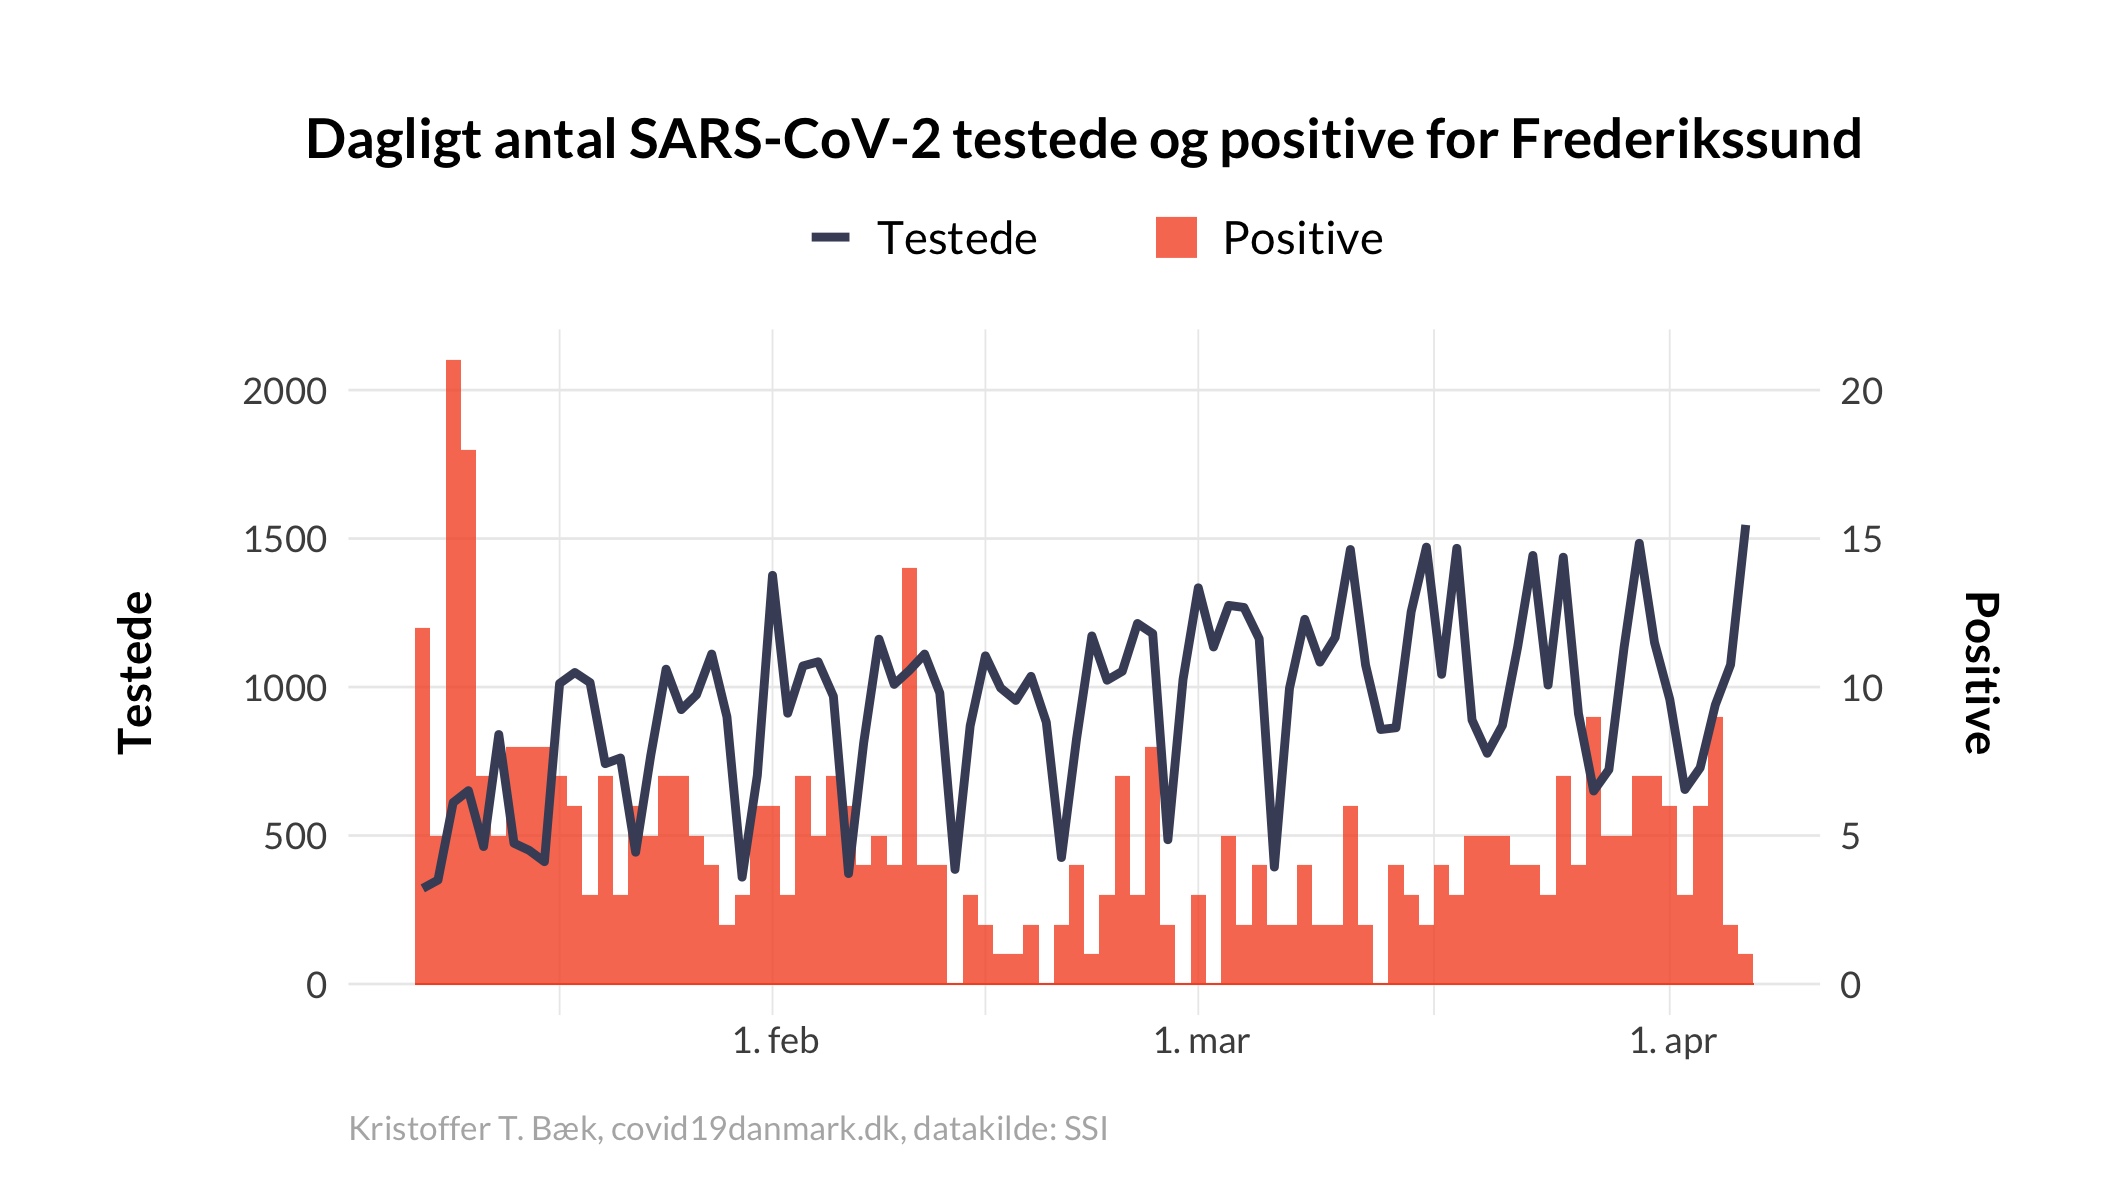 Dagligt antal SARS-CoV-2 testede og positive for Frederikssund
Testede
Positive
2000
1500
1000
500
0
Testede
20
15
10
5
0
Positive
1. feb
1. mar
1. apr
Kristoffer T. Bæk, covid19danmark.dk, datakilde: SSI